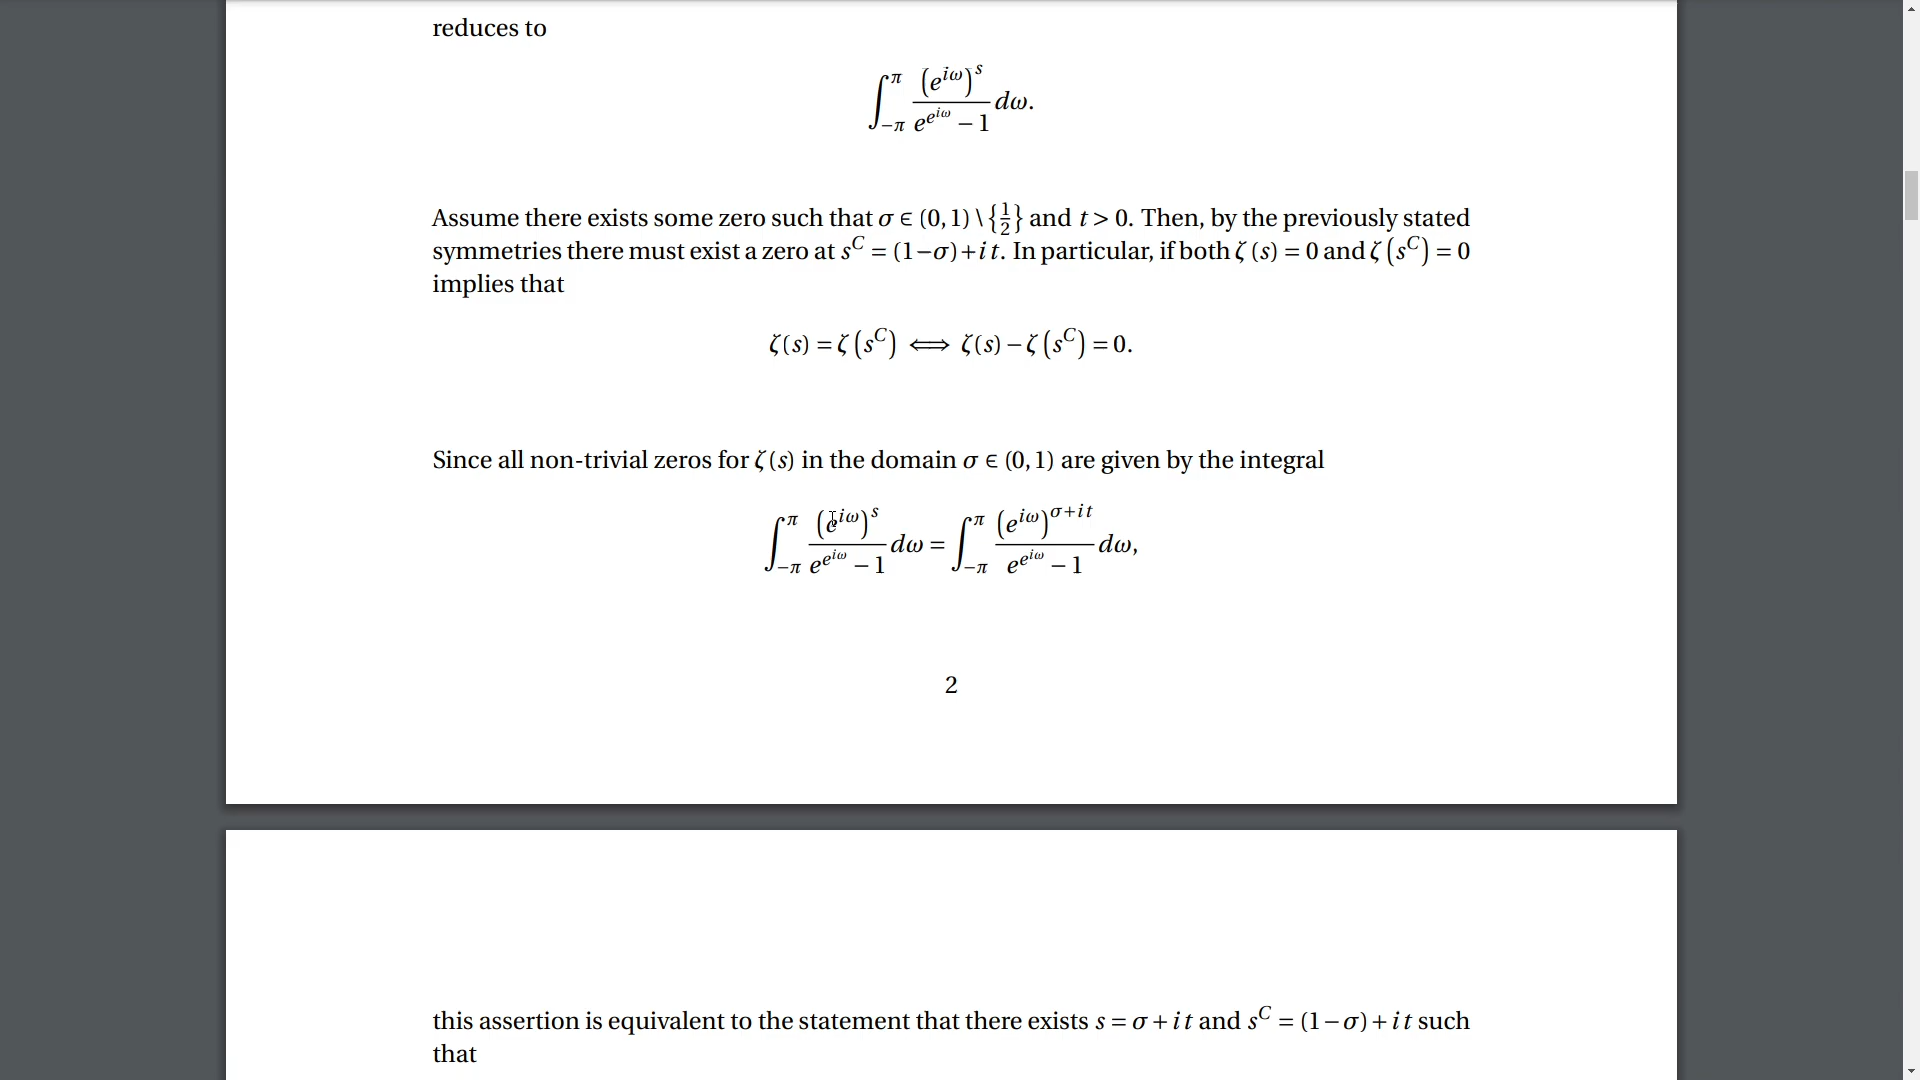 reduces to
∫_{−π}^{π} (e^{iω})^s / (e^{e^{iω}} − 1) dω.
Assume there exists some zero such that σ ∈ (0,1) \ {1/2} and t > 0. Then, by the previously stated
symmetries there must exist a zero at s^C = (1−σ)+it. In particular, if both ζ(s) = 0 and ζ(s^C) = 0
implies that
ζ(s) = ζ(s^C) ⟺ ζ(s) − ζ(s^C) = 0.
Since all non-trivial zeros for ζ(s) in the domain σ ∈ (0,1) are given by the integral
∫_{−π}^{π} (e^{iω})^s / (e^{e^{iω}} − 1) dω = ∫_{−π}^{π} (e^{iω})^{σ+it} / (e^{e^{iω}} − 1) dω,
2
this assertion is equivalent to the statement that there exists s = σ + it and s^C = (1−σ)+it such
that